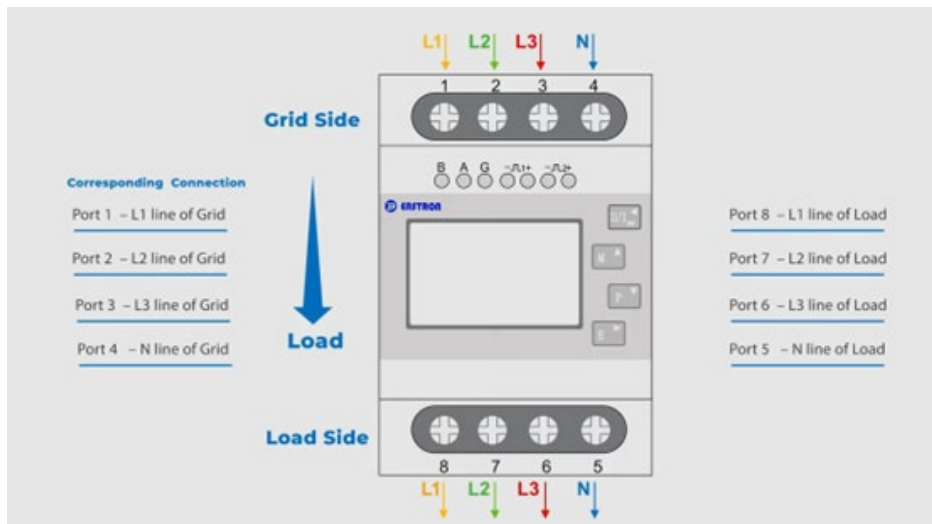 L1 L2 L3 N
1 2 3 4
Grid Side
B A G 1+ 2+
EASTRON
Corresponding Connection
Port 1 – L1 line of Grid
Port 2 – L2 line of Grid
Port 3 – L3 line of Grid
Port 4 – N line of Grid
Load
M
P
E
Port 8 – L1 line of Load
Port 7 – L2 line of Load
Port 6 – L3 line of Load
Port 5 – N line of Load
Load Side
8 7 6 5
L1 L2 L3 N